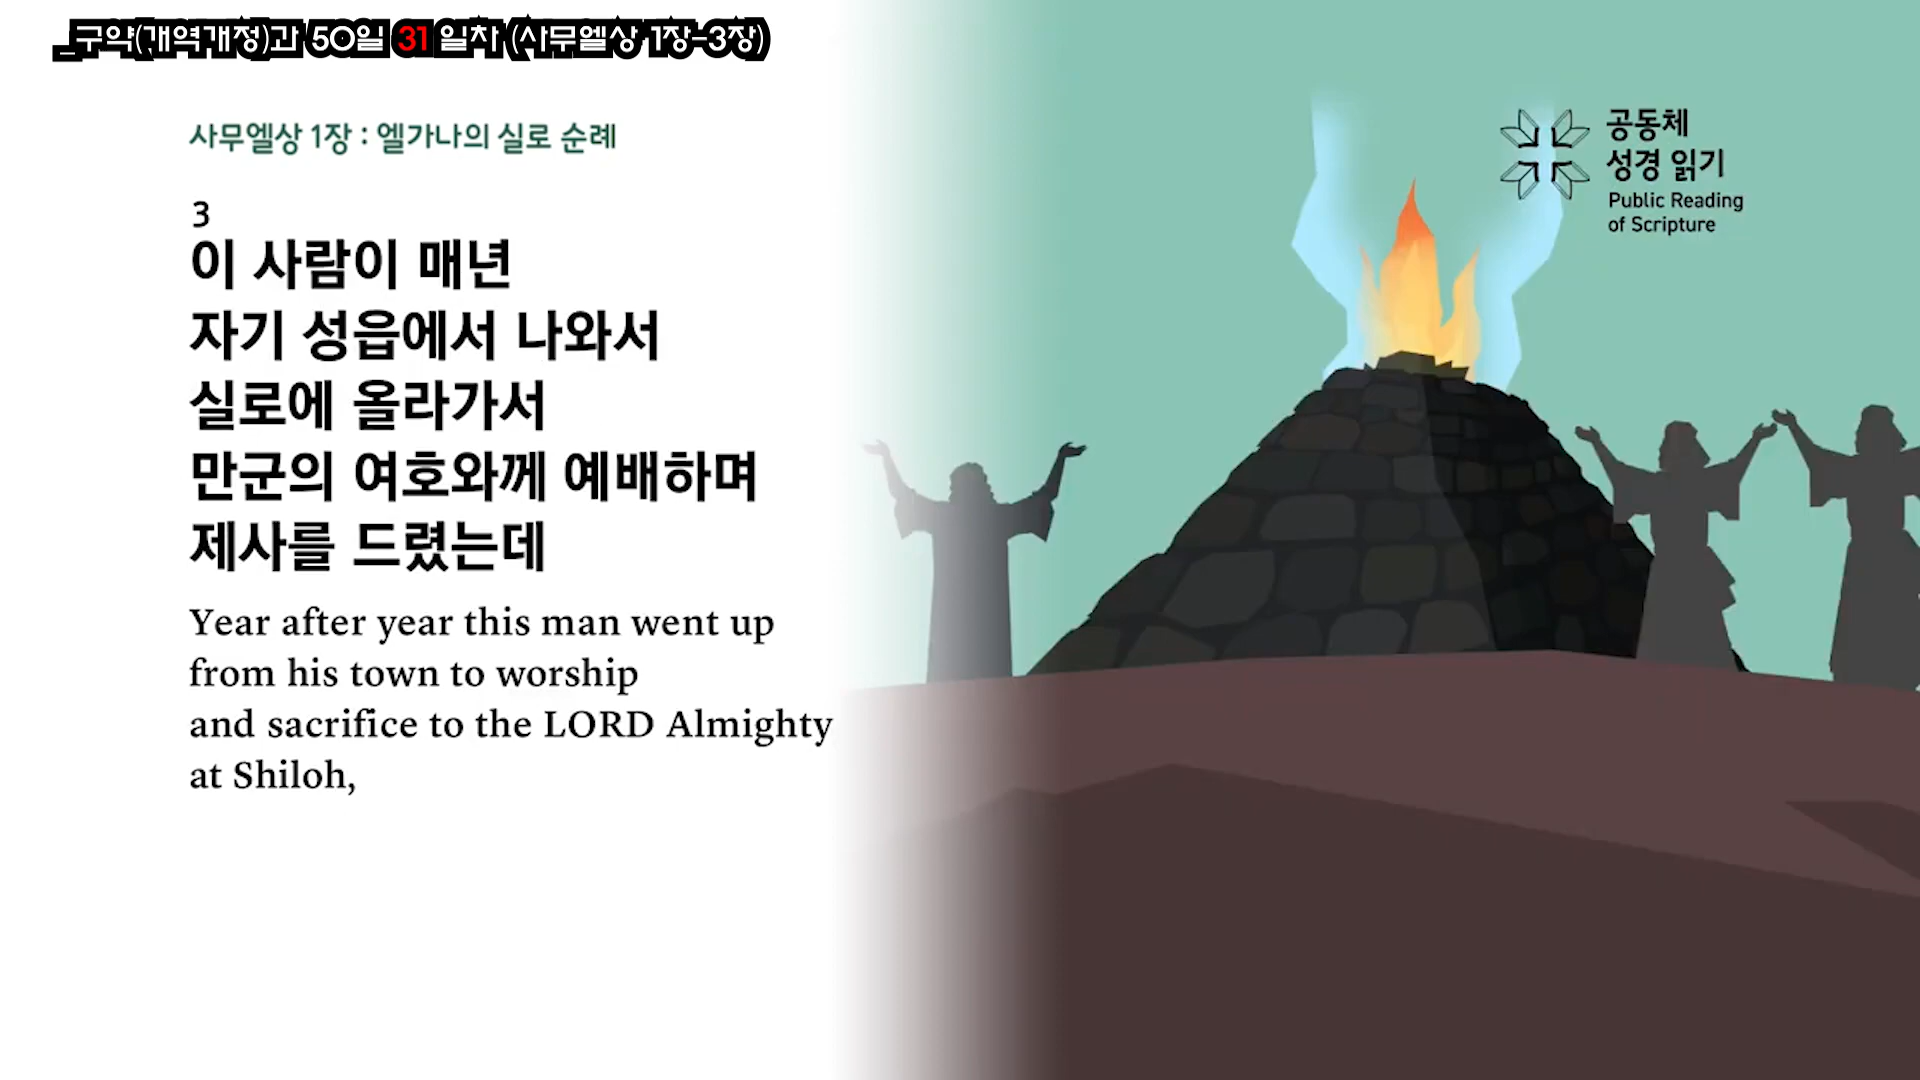 _구약(개역개정)과 50일 31 일차 (사무엘상 1장-3장)
사무엘상 1장 : 엘가나의 실로 순례
3
이 사람이 매년
자기 성읍에서 나와서
실로에 올라가서
만군의 여호와께 예배하며
제사를 드렸는데
Year after year this man went up
from his town to worship
and sacrifice to the LORD Almighty
at Shiloh,
공동체
성경 읽기
Public Reading
of Scripture